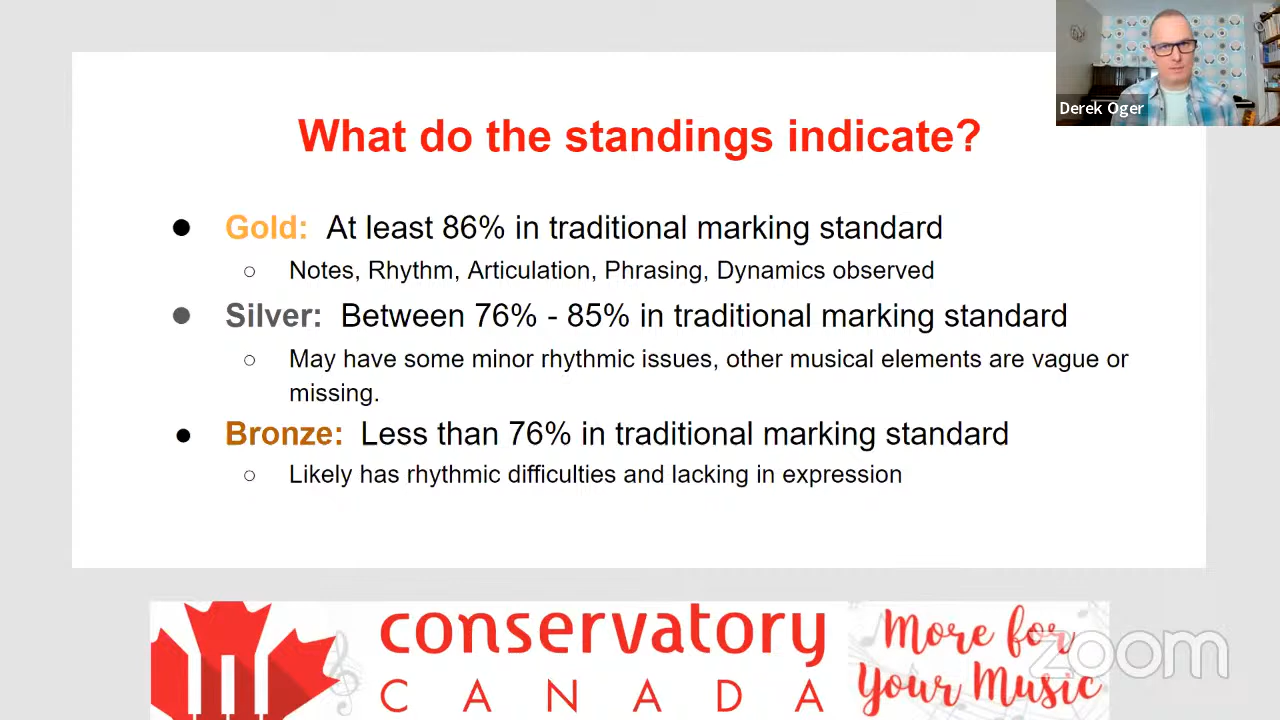 Derek Oger
What do the standings indicate?
Gold: At least 86% in traditional marking standard
Notes, Rhythm, Articulation, Phrasing, Dynamics observed
Silver: Between 76% - 85% in traditional marking standard
May have some minor rhythmic issues, other musical elements are vague or
missing.
Bronze: Less than 76% in traditional marking standard
Likely has rhythmic difficulties and lacking in expression
conservatory
CANADA
More for
Your Music
zoom